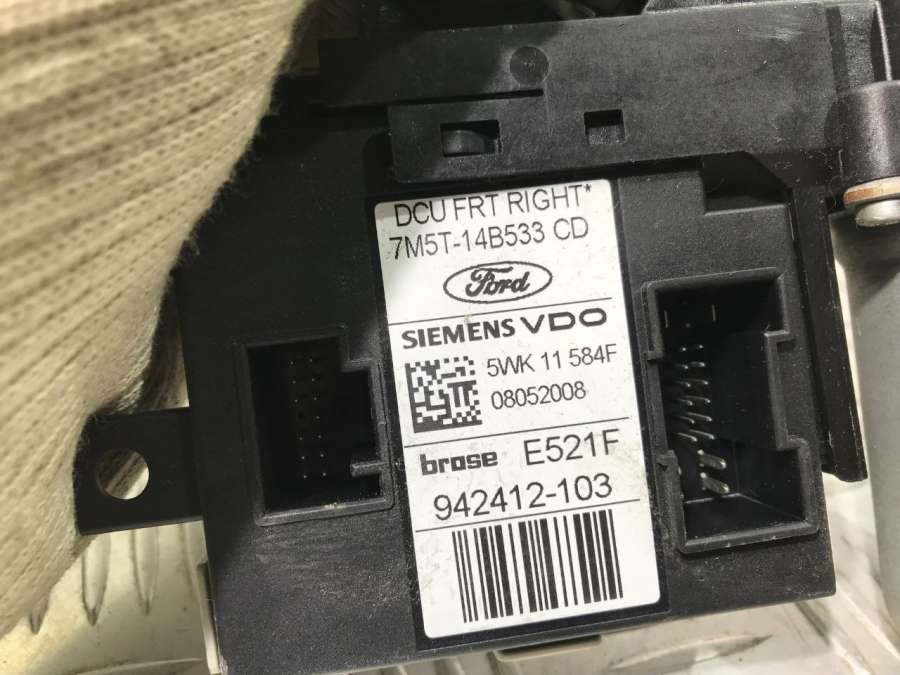 DCU FRT RIGHT*
7M5T-14B533 CD
Ford
SIEMENS VDO
5WK 11 584F
08052008
brose E521F
942412-103